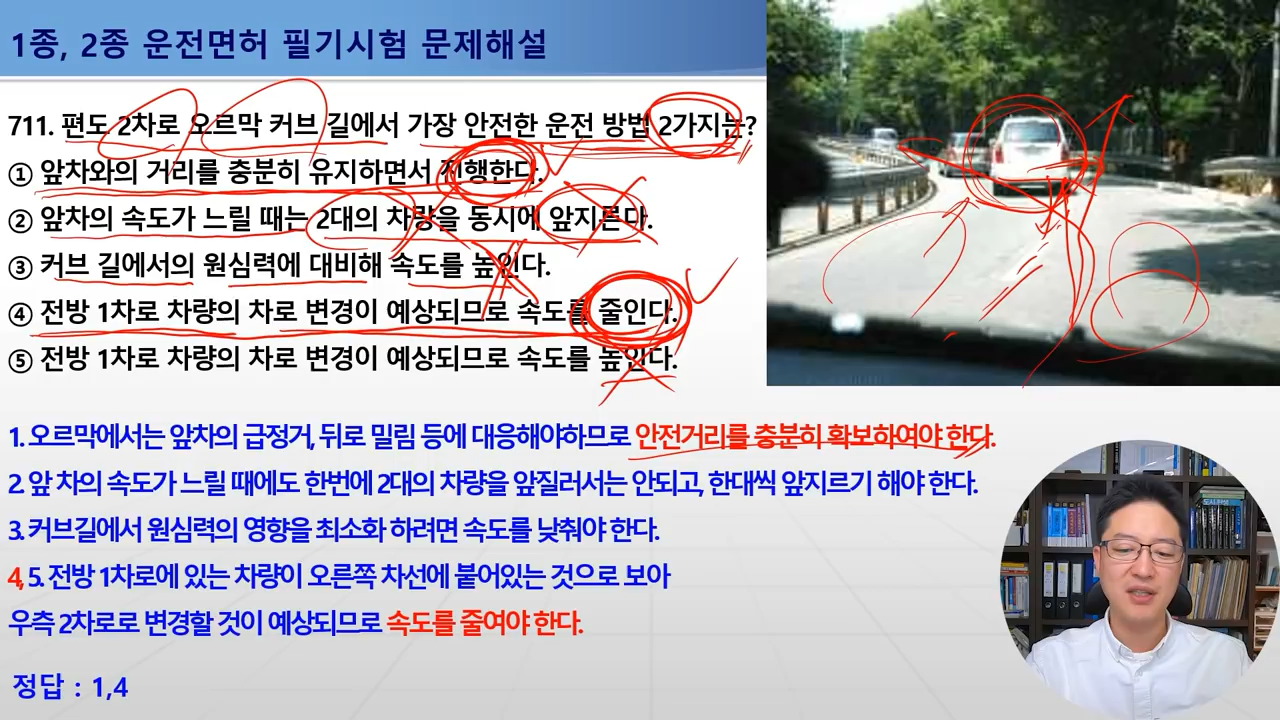 1종, 2종 운전면허 필기시험 문제해설
711. 편도 2차로 오르막 커브 길에서 가장 안전한 운전 방법 2가지는?
① 앞차와의 거리를 충분히 유지하면서 진행한다.
② 앞차의 속도가 느릴 때는 2대의 차량을 동시에 앞지른다.
③ 커브 길에서의 원심력에 대비해 속도를 높인다.
④ 전방 1차로 차량의 차로 변경이 예상되므로 속도를 줄인다.
⑤ 전방 1차로 차량의 차로 변경이 예상되므로 속도를 높인다.
1. 오르막에서는 앞차의 급정거, 뒤로 밀림 등에 대응해야하므로 안전거리를 충분히 확보하여야 한다.
2. 앞 차의 속도가 느릴 때에도 한번에 2대의 차량을 앞질러서는 안되고, 한대씩 앞지르기 해야 한다.
3. 커브길에서 원심력의 영향을 최소화 하려면 속도를 낮춰야 한다.
4, 5. 전방 1차로에 있는 차량이 오른쪽 차선에 붙어있는 것으로 보아
우측 2차로로 변경할 것이 예상되므로 속도를 줄여야 한다.
정답 : 1,4